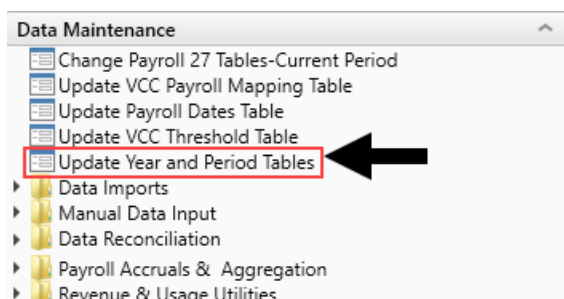 Data Maintenance
Change Payroll 27 Tables-Current Period
Update VCC Payroll Mapping Table
Update Payroll Dates Table
Update VCC Threshold Table
Update Year and Period Tables
Data Imports
Manual Data Input
Data Reconciliation
Payroll Accruals & Aggregation
Revenue & Usage Utilities